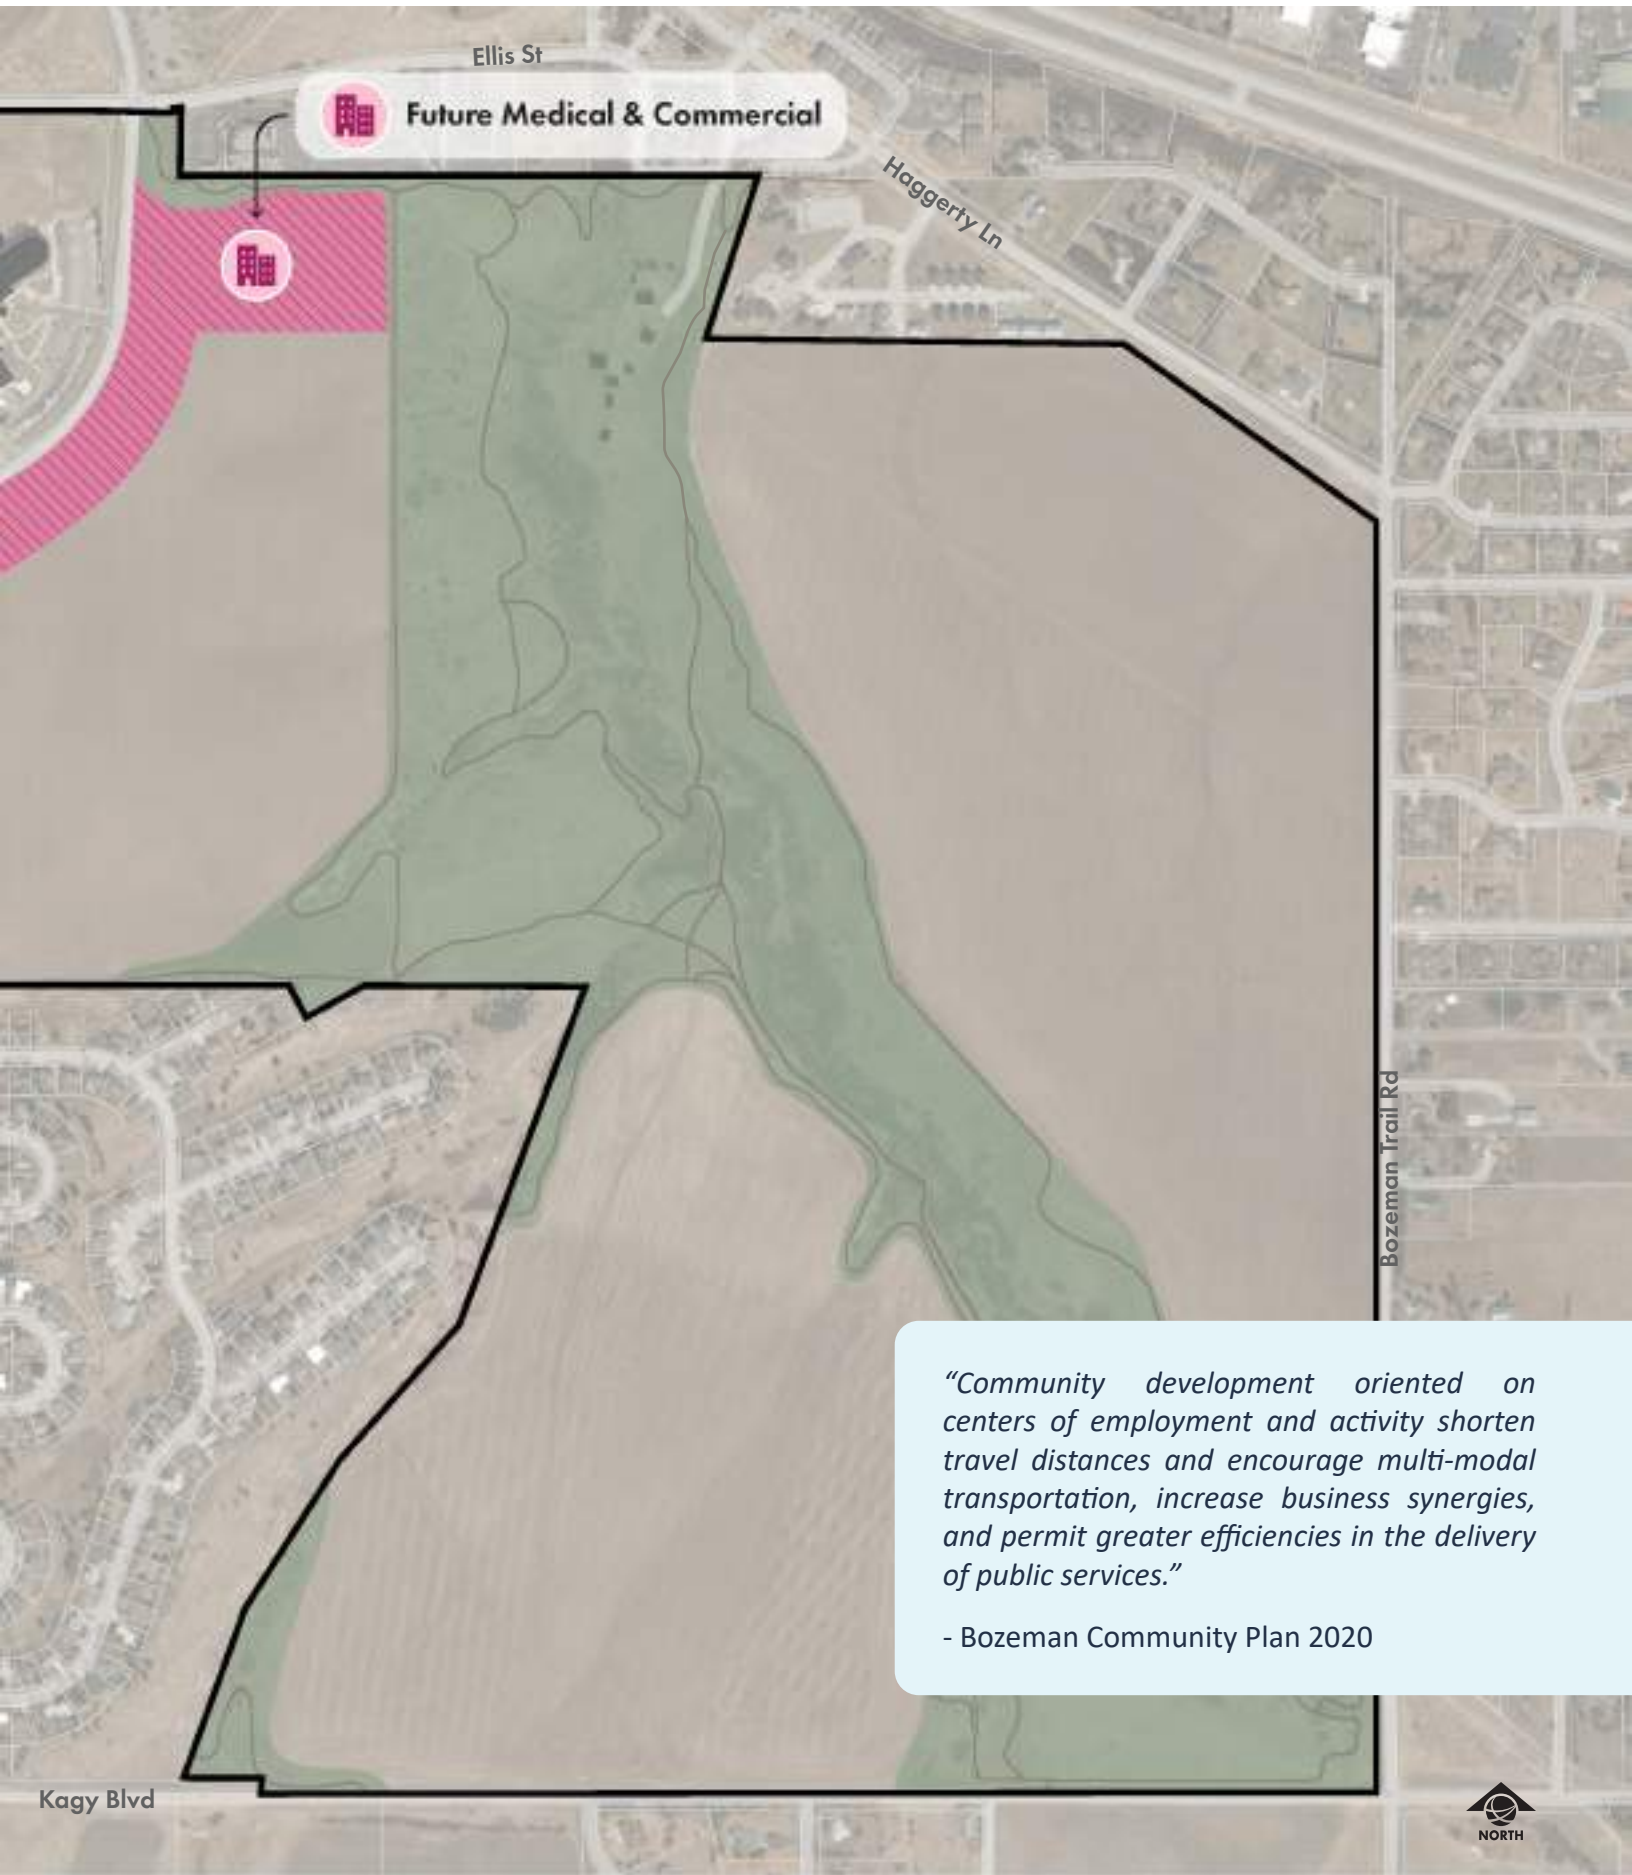 Ellis St
Future Medical & Commercial
Haggerty Ln
Bozeman Trail Rd
“Community development oriented on
centers of employment and activity shorten
travel distances and encourage multi-modal
transportation, increase business synergies,
and permit greater efficiencies in the delivery
of public services.”
- Bozeman Community Plan 2020
Kagy Blvd
NORTH